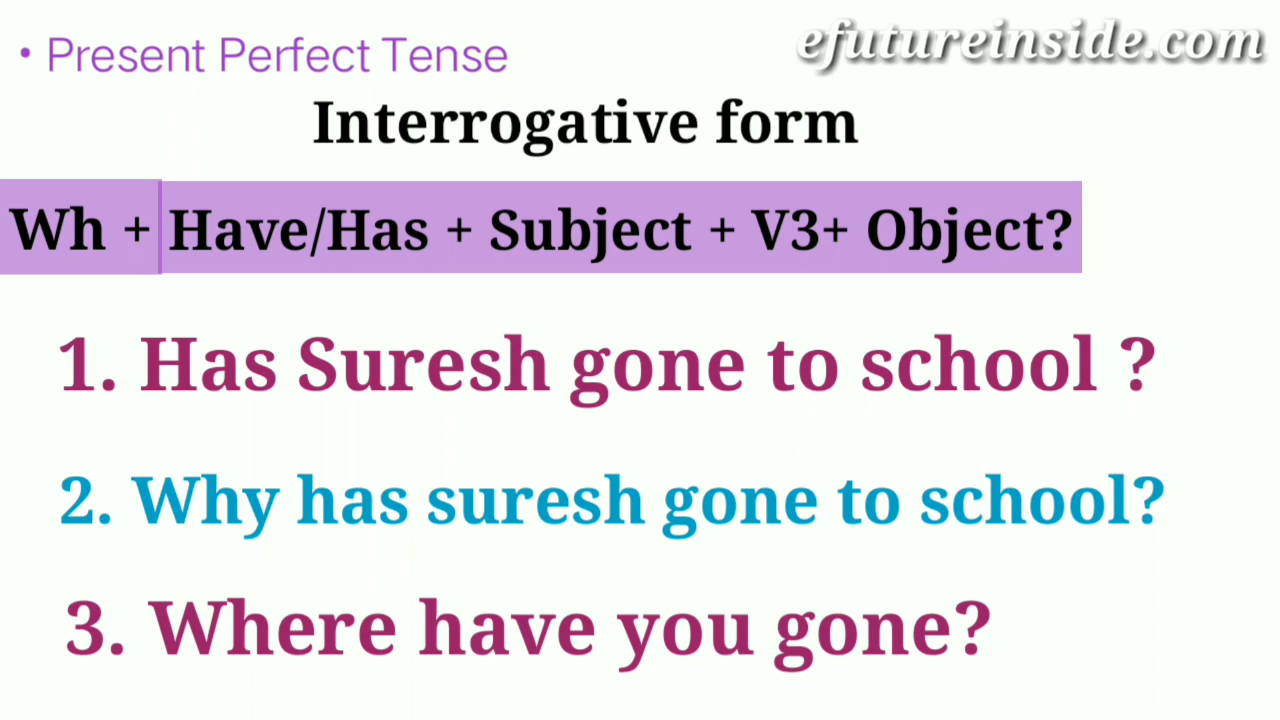 • Present Perfect Tense
efutureinside.com
Interrogative form
Wh + Have/Has + Subject + V3+ Object?
1. Has Suresh gone to school ?
2. Why has suresh gone to school?
3. Where have you gone?